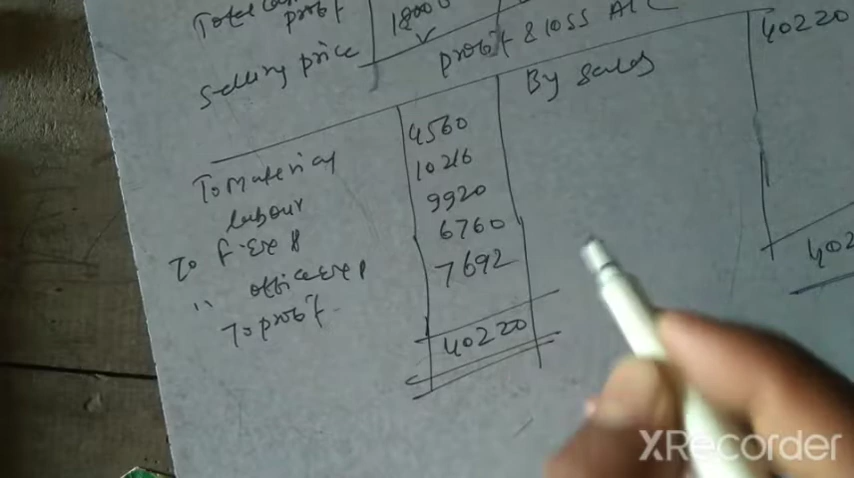 Total
profit 18000
Selling price
profit & loss A/c
By sales 40220
To Material 4560
labour 10216
To f. Exp 9920
" office Exp 6760
To profit 7692
40220
XRecorder